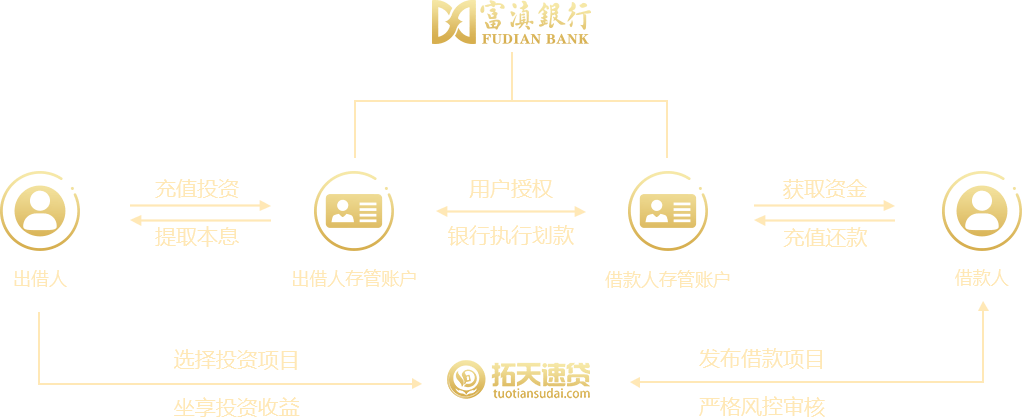 富滇銀行
FUDIAN BANK
充值投资
提取本息
用户授权
银行执行划款
获取资金
充值还款
出借人
出借人存管账户
借款人存管账户
借款人
选择投资项目
坐享投资收益
拓天速贷
tuotiansudai.com
发布借款项目
严格风控审核